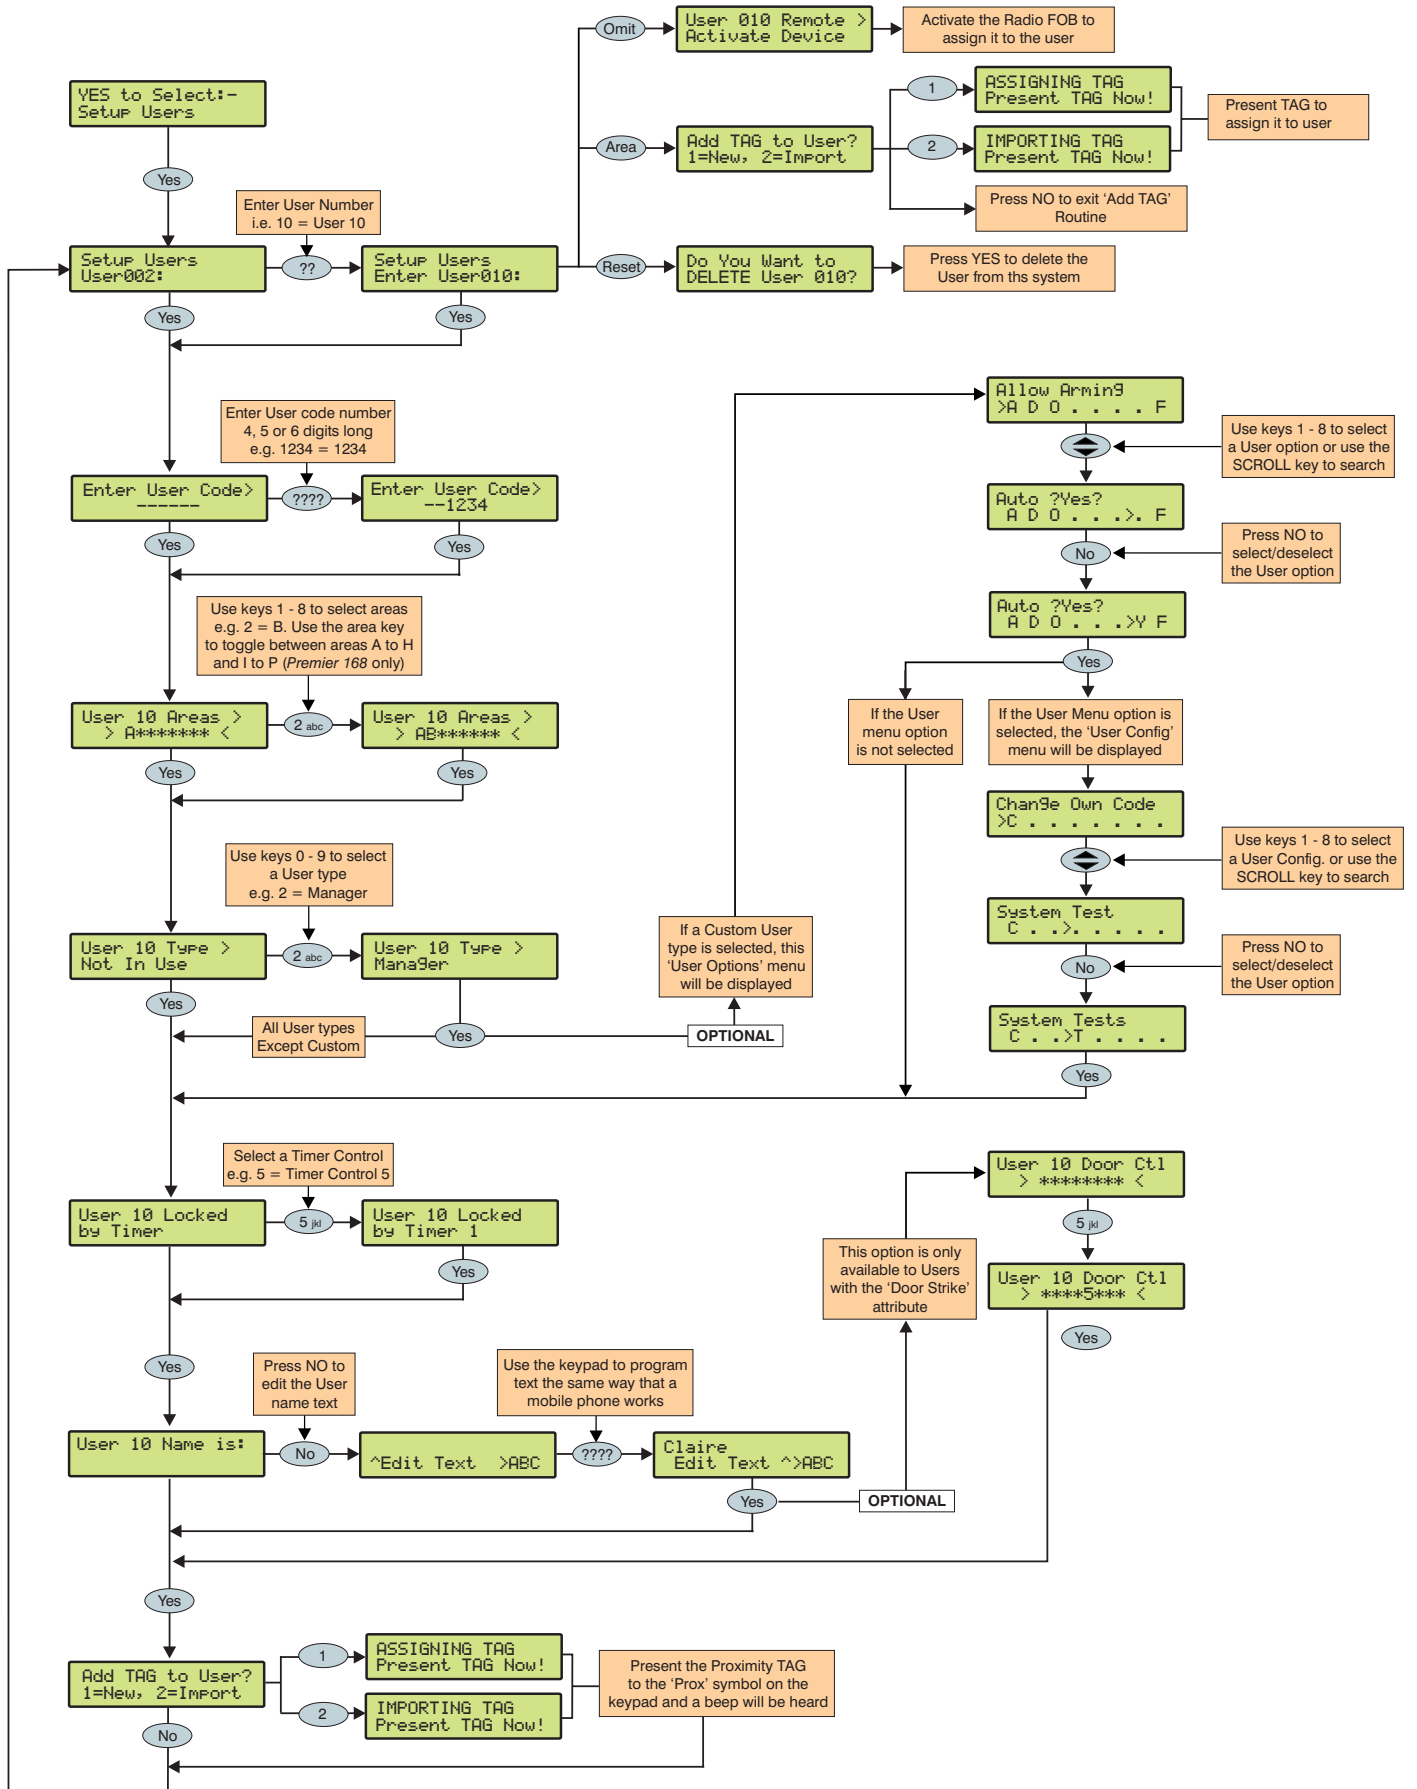 User 010 Remote >
Activate Device
Omit
Activate the Radio FOB to
assign it to the user
YES to Select:-
Setup Users
Yes
1
ASSIGNING TAG
Present TAG Now!
Present TAG to
assign it to user
Area
Add TAG to User?
1=New, 2=Import
2
IMPORTING TAG
Present TAG Now!
Press NO to exit ‘Add TAG’
Routine
Enter User Number
i.e. 10 = User 10
Setup Users
User002:
??
Setup Users
Enter User010:
Reset
Do You Want to
DELETE User 010?
Press YES to delete the
User from ths system
Yes
Yes
Enter User code number
4, 5 or 6 digits long
e.g. 1234 = 1234
Enter User Code>
------
????
Enter User Code>
--1234
Yes
Yes
Allow Arming
>A D O . . . . F
Use keys 1 - 8 to select
a User option or use the
SCROLL key to search
Auto ?Yes?
A D O . . .>. F
No
Press NO to
select/deselect
the User option
Auto ?Yes?
A D O . . .>Y F
Yes
Use keys 1 - 8 to select areas
e.g. 2 = B. Use the area key
to toggle between areas A to H
and I to P (Premier 168 only)
User 10 Areas >
> A******* <
2 abc
User 10 Areas >
> AB****** <
Yes
Yes
If the User
menu option
is not selected
If the User Menu option is
selected, the ‘User Config’
menu will be displayed
Change Own Code
>C . . . . . . .
Use keys 1 - 8 to select
a User Config. or use the
SCROLL key to search
System Test
C . .>. . . . .
No
Press NO to
select/deselect
the User option
System Tests
C . .>T . . . .
Yes
Use keys 0 - 9 to select
a User type
e.g. 2 = Manager
User 10 Type >
Not In Use
2 abc
User 10 Type >
Manager
Yes
All User types
Except Custom
Yes
OPTIONAL
If a Custom User
type is selected, this
‘User Options’ menu
will be displayed
Select a Timer Control
e.g. 5 = Timer Control 5
User 10 Locked
by Timer
5 jkl
User 10 Locked
by Timer 1
Yes
Yes
User 10 Door Ctl
> ******** <
5 jkl
User 10 Door Ctl
> ****5*** <
Yes
This option is only
available to Users
with the ‘Door Strike’
attribute
Press NO to
edit the User
name text
Use the keypad to program
text the same way that a
mobile phone works
User 10 Name is:
No
^Edit Text >ABC
????
Claire
Edit Text ^>ABC
Yes
OPTIONAL
Yes
Add TAG to User?
1=New, 2=Import
1
ASSIGNING TAG
Present TAG Now!
2
IMPORTING TAG
Present TAG Now!
Present the Proximity TAG
to the ‘Prox’ symbol on the
keypad and a beep will be heard
No